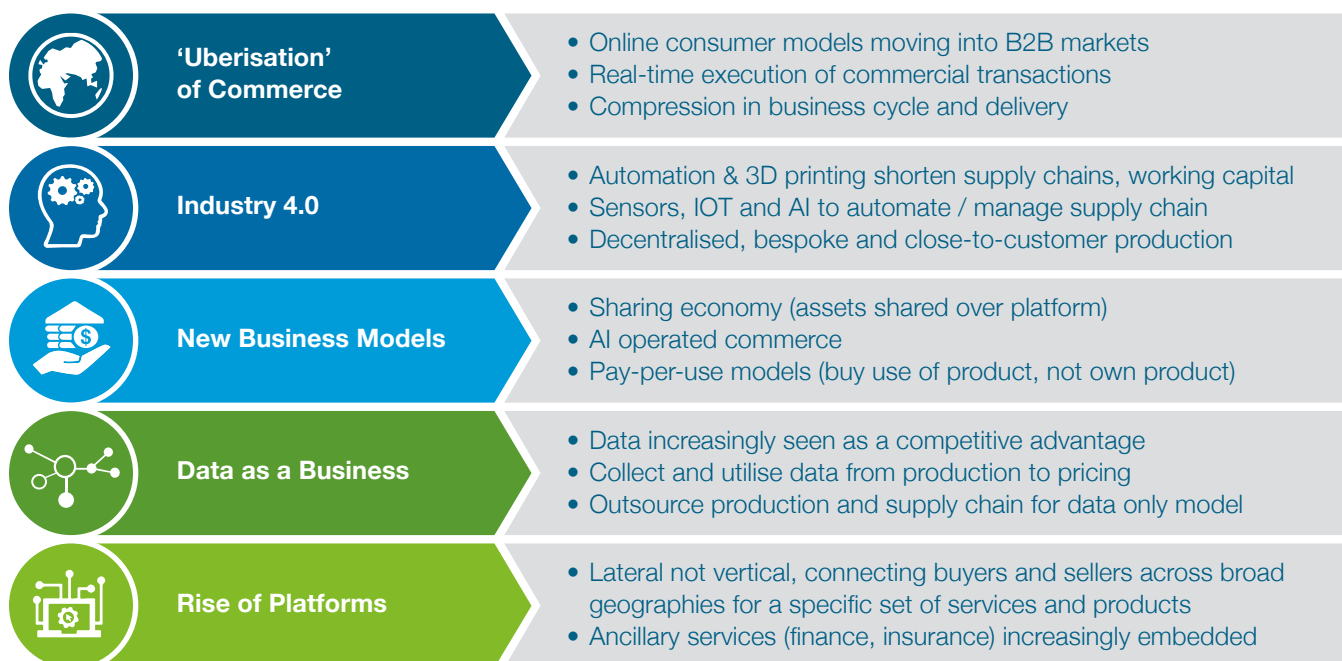 ‘Uberisation’
of Commerce
• Online consumer models moving into B2B markets
• Real-time execution of commercial transactions
• Compression in business cycle and delivery
Industry 4.0
• Automation & 3D printing shorten supply chains, working capital
• Sensors, IOT and AI to automate / manage supply chain
• Decentralised, bespoke and close-to-customer production
$
New Business Models
• Sharing economy (assets shared over platform)
• AI operated commerce
• Pay-per-use models (buy use of product, not own product)
Data as a Business
• Data increasingly seen as a competitive advantage
• Collect and utilise data from production to pricing
• Outsource production and supply chain for data only model
Rise of Platforms
• Lateral not vertical, connecting buyers and sellers across broad
geographies for a specific set of services and products
• Ancillary services (finance, insurance) increasingly embedded